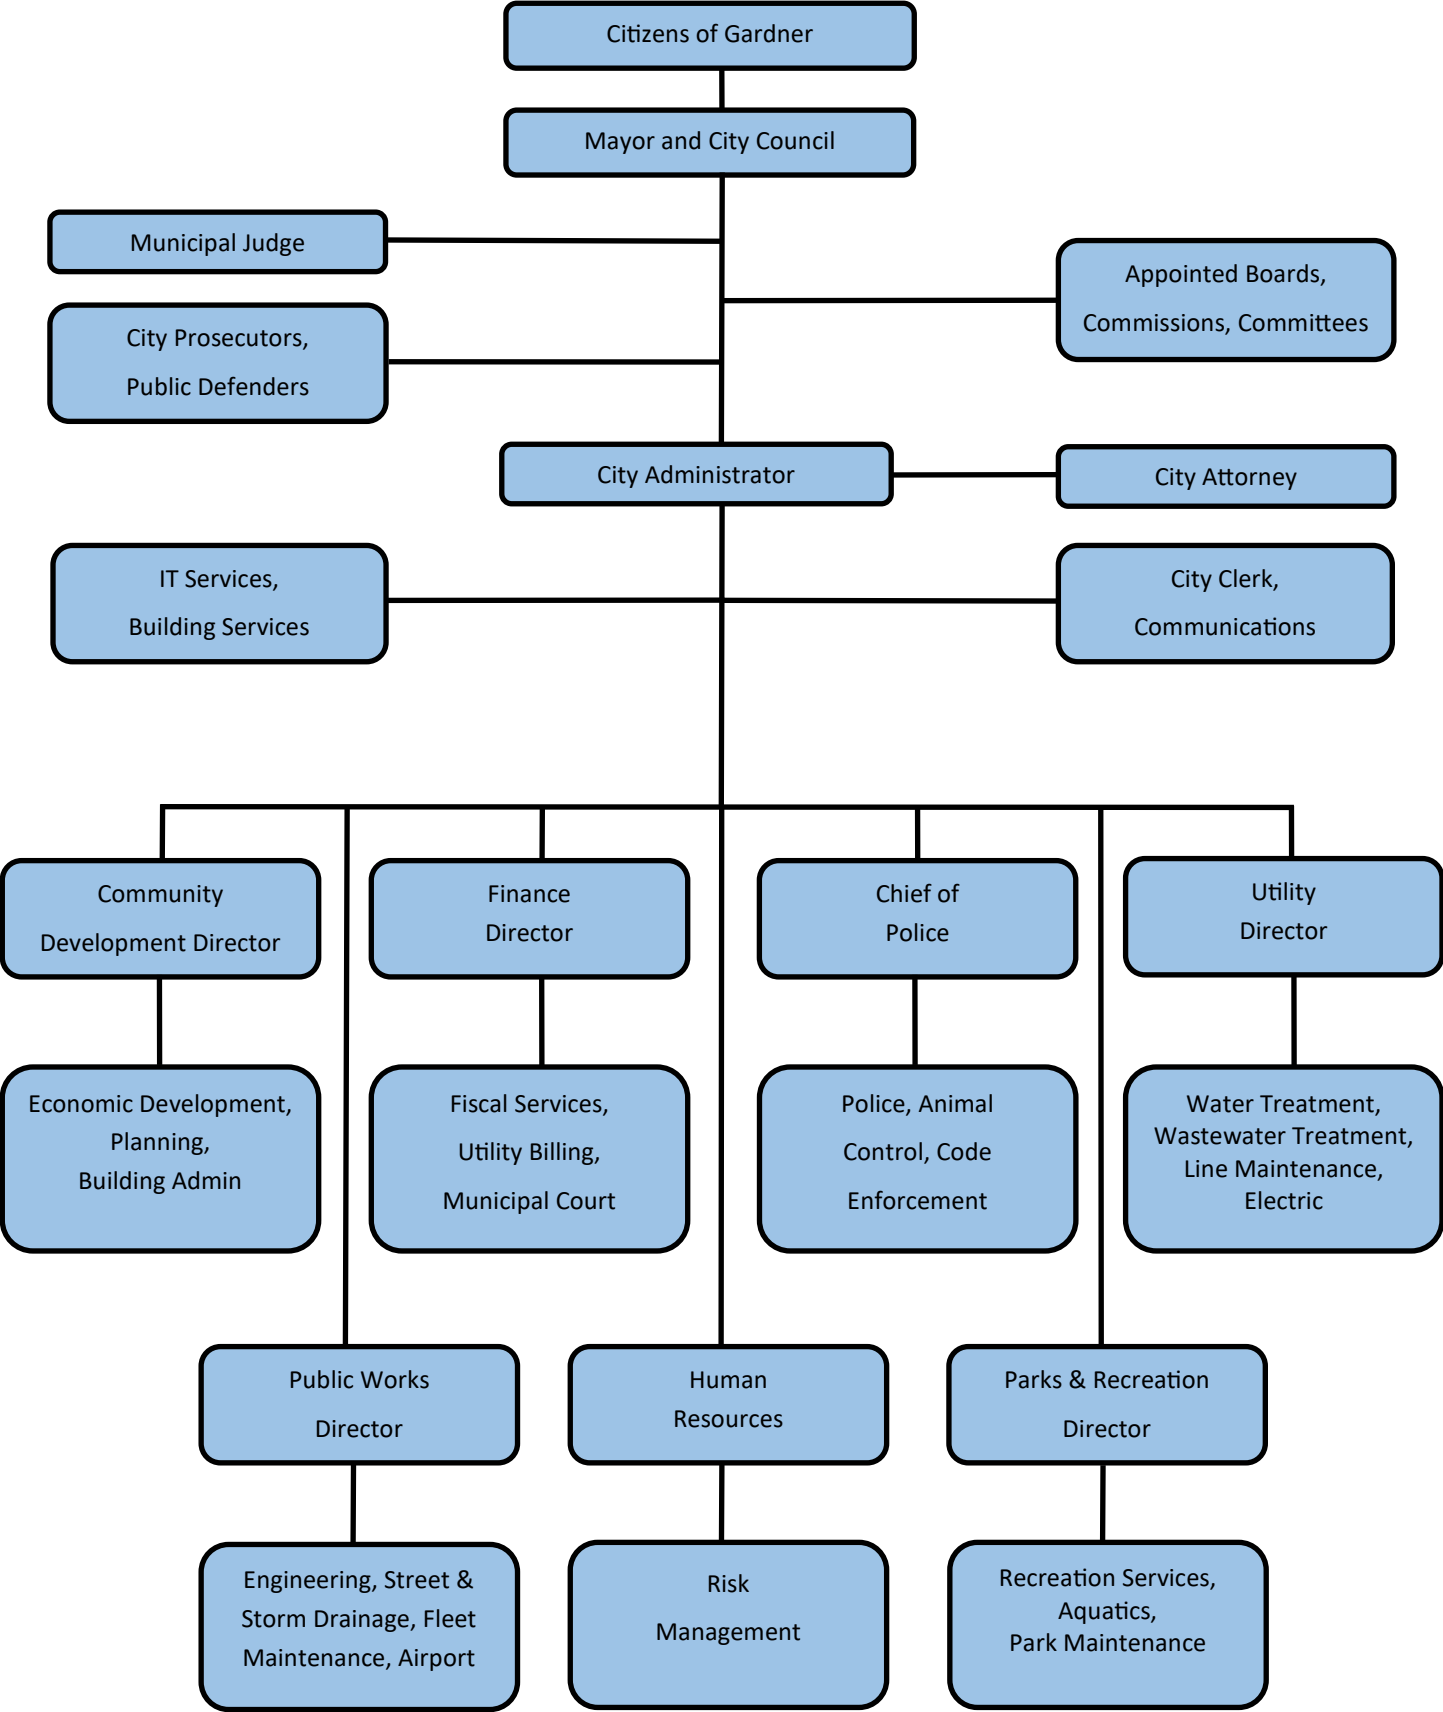 Citizens of Gardner
Mayor and City Council
Municipal Judge
Appointed Boards,
Commissions, Committees
City Prosecutors,
Public Defenders
City Administrator
City Attorney
IT Services,
Building Services
City Clerk,
Communications
Community
Development Director
Finance
Director
Chief of
Police
Utility
Director
Economic Development,
Planning,
Building Admin
Fiscal Services,
Utility Billing,
Municipal Court
Police, Animal
Control, Code
Enforcement
Water Treatment,
Wastewater Treatment,
Line Maintenance,
Electric
Public Works
Director
Human
Resources
Parks & Recreation
Director
Engineering, Street &
Storm Drainage, Fleet
Maintenance, Airport
Risk
Management
Recreation Services,
Aquatics,
Park Maintenance